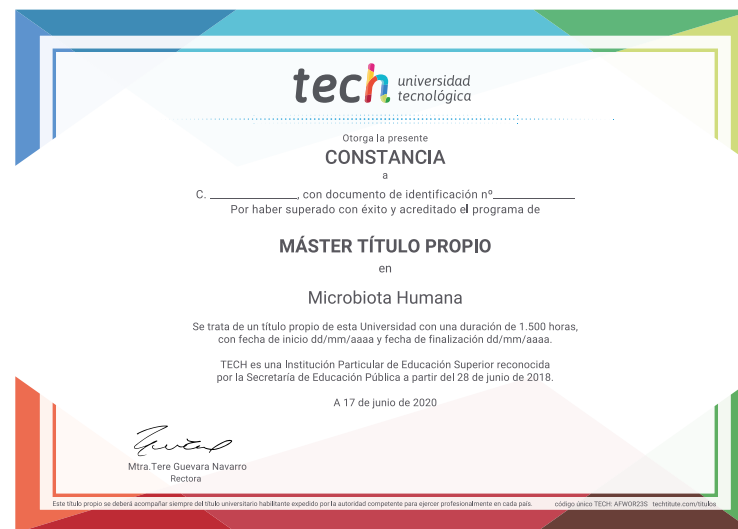 tech universidad
tecnológica
Otorga la presente
CONSTANCIA
a
C. ______________, con documento de identificación nº______________
Por haber superado con éxito y acreditado el programa de
MÁSTER TÍTULO PROPIO
en
Microbiota Humana
Se trata de un título propio de esta Universidad con una duración de 1.500 horas,
con fecha de inicio dd/mm/aaaa y fecha de finalización dd/mm/aaaa.
TECH es una Institución Particular de Educación Superior reconocida
por la Secretaría de Educación Pública a partir del 28 de junio de 2018.
A 17 de junio de 2020
Mtra.Tere Guevara Navarro
Rectora
Este título propio se deberá acompañar siempre del título universitario habilitante expedido por la autoridad competente para ejercer profesionalmente en cada país. código único TECH: AFWOR23S techtitute.com/titulos